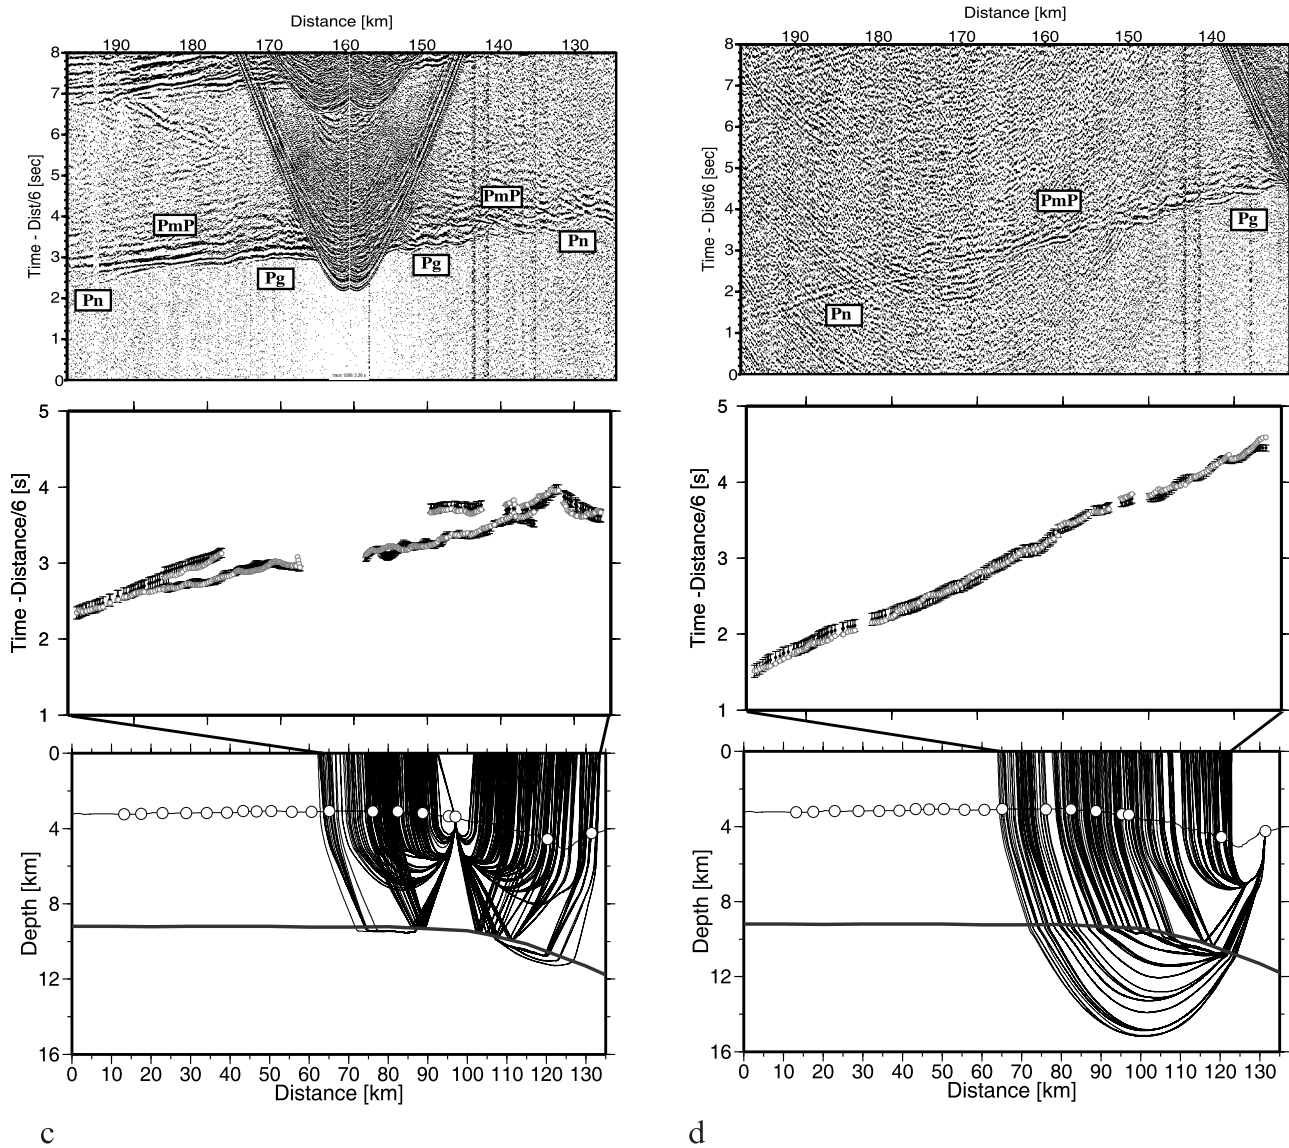 Distance [km]
190 180 170 160 150 140 130
8
7
6
5
4
3
2
1
0
Time - Dist/6 [sec]
PmP
PmP
Pn
Pg
Pg
Pn
Distance [km]
190 180 170 160 150 140
8
7
6
5
4
3
2
1
0
Time - Dist/6 [sec]
PmP
Pg
Pn
5
4
3
2
1
Time -Distance/6 [s]
5
4
3
2
1
Time -Distance/6 [s]
0
4
8
12
16
Depth [km]
0 10 20 30 40 50 60 70 80 90 100 110 120 130
Distance [km]
0
4
8
12
16
Depth [km]
0 10 20 30 40 50 60 70 80 90 100 110 120 130
Distance [km]
c
d